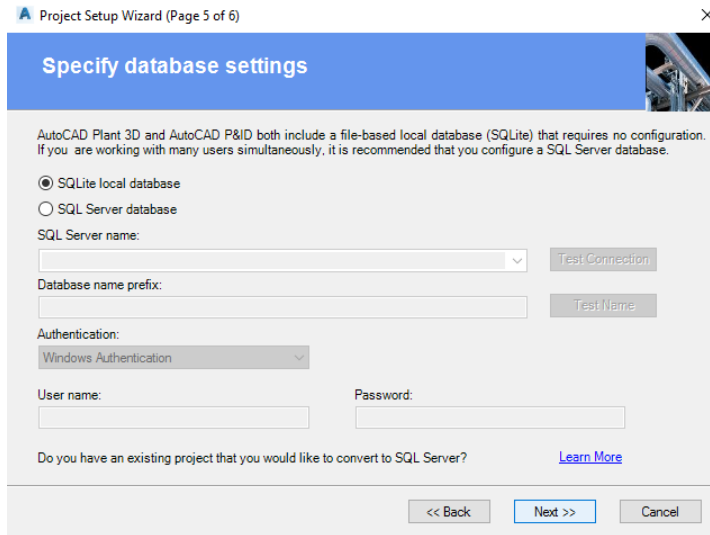 Project Setup Wizard (Page 5 of 6)
Specify database settings
AutoCAD Plant 3D and AutoCAD P&ID both include a file-based local database (SQLite) that requires no configuration.
If you are working with many users simultaneously, it is recommended that you configure a SQL Server database.
SQLite local database
SQL Server database
SQL Server name:
Test Connection
Database name prefix:
Test Name
Authentication:
Windows Authentication
User name: Password:
Do you have an existing project that you would like to convert to SQL Server? Learn More
<< Back Next >> Cancel